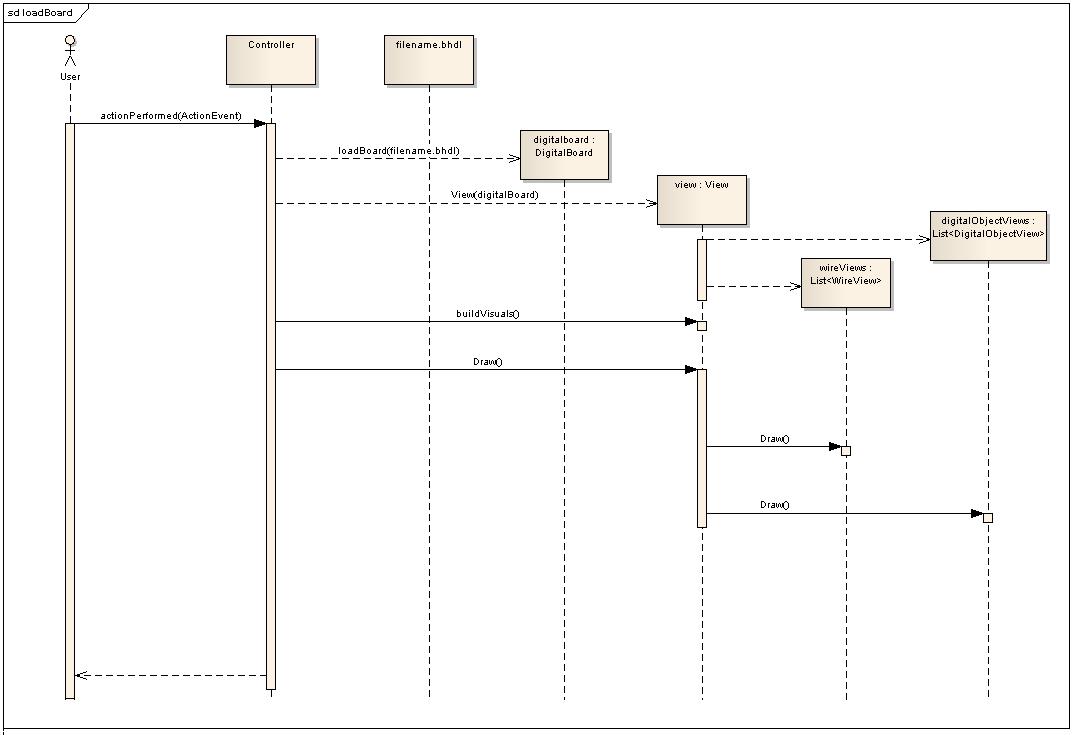 sd loadBoard
User
Controller
filename.bhdl
actionPerformed(ActionEvent)
digitalboard :
DigitalBoard
loadBoard(filename.bhdl)
view : View
View(digitalBoard)
digitalObjectViews :
List<DigitalObjectView>
wireViews :
List<WireView>
buildVisuals()
Draw()
Draw()
Draw()